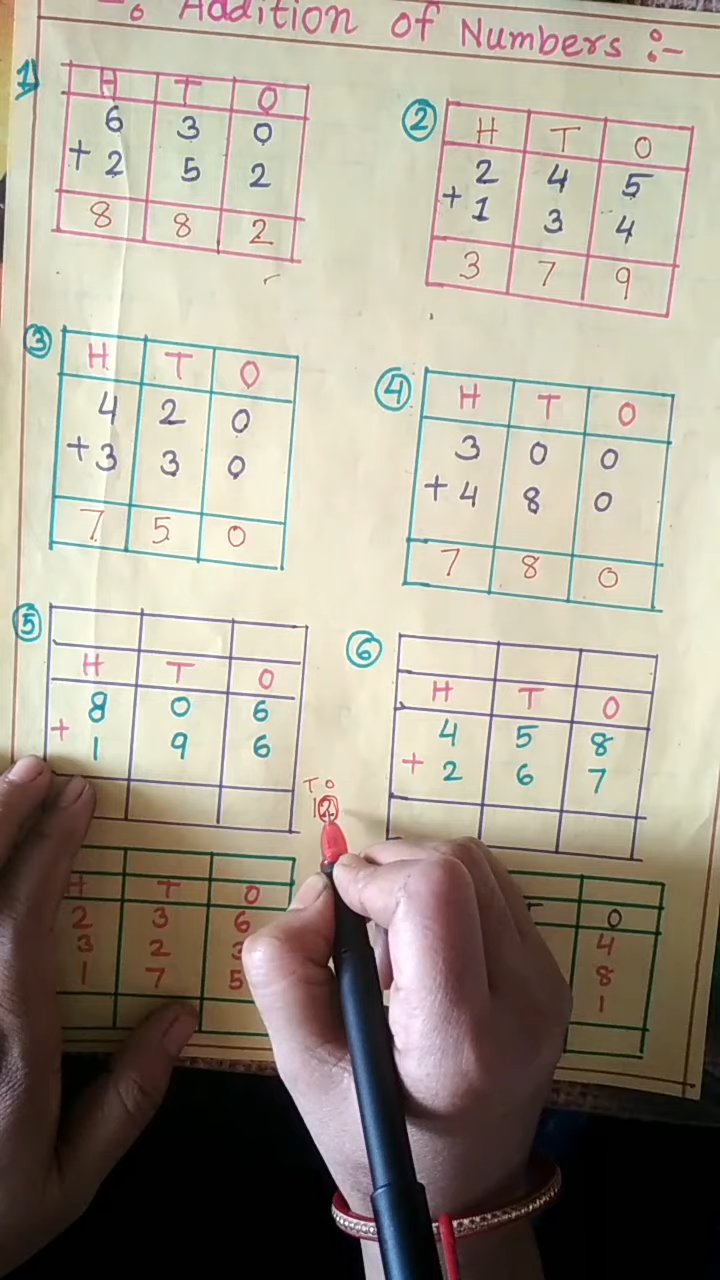 Addition of Numbers :-
1)
H T O
6 3 0
+ 2 5 2
8 8 2
2
H T O
2 4 5
+ 1 3 4
3 7 9
3
H T O
4 2 0
+ 3 3 0
7 5 0
4
H T O
3 0 0
+ 4 8 0
7 8 0
5
H T O
8 0 6
+ 1 9 6
T O
1 2
6
H T O
4 5 8
+ 2 6 7
H T O
2 3 6
3 2 3
1 7 5
T O
4
8
1